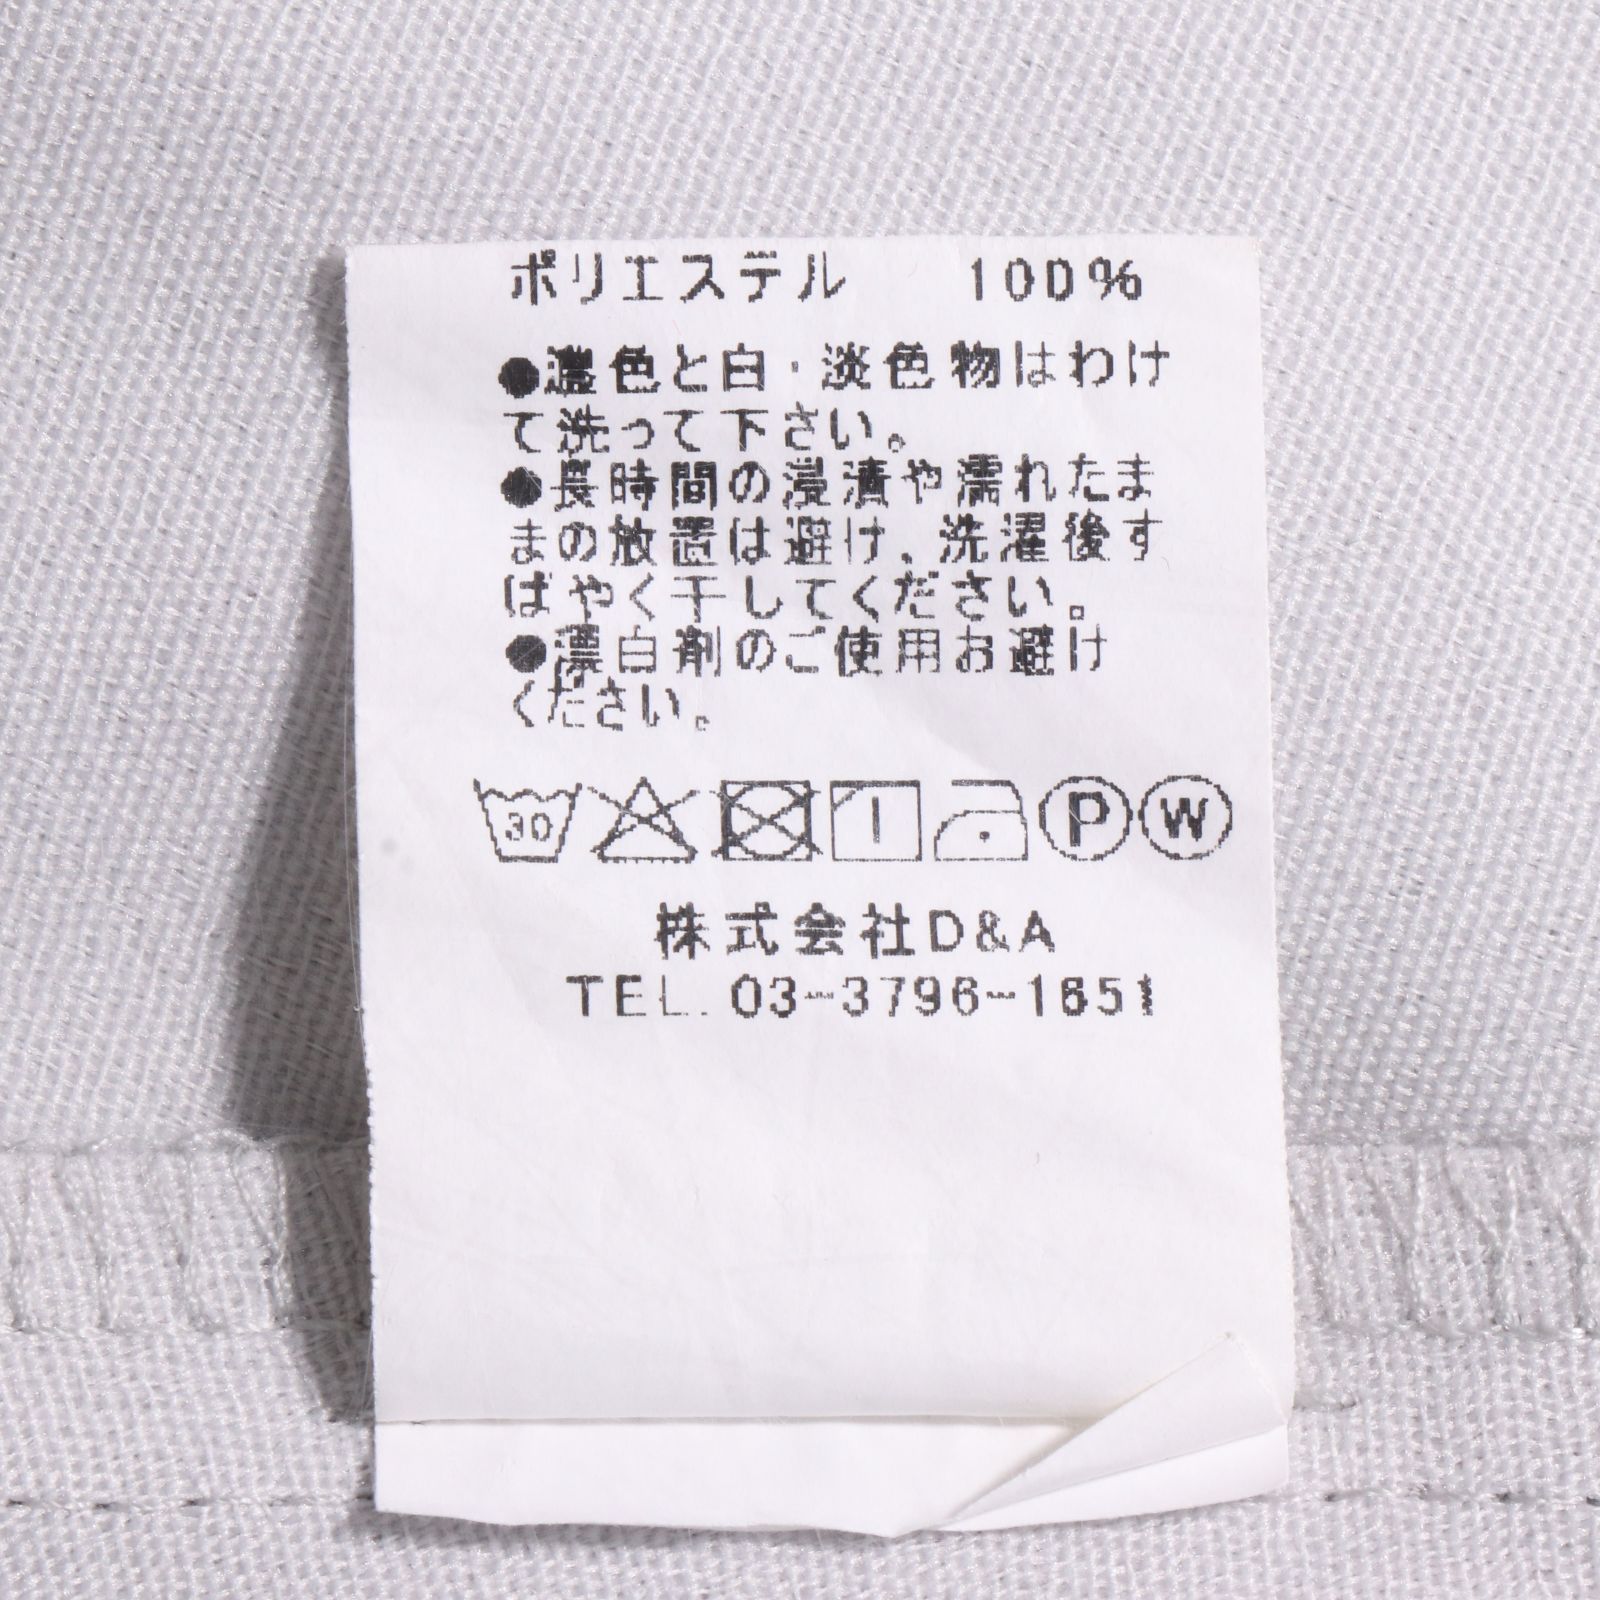 ポリエステル 100%
●濃色と白・淡色物はわけ
て洗って下さい。
●長時間の浸漬や濡れたま
まの放置は避け、洗濯後す
ばやく干してください。
●漂白剤のご使用お避け
ください。
30 P W
株式会社D&A
TEL. 03-3796-1651